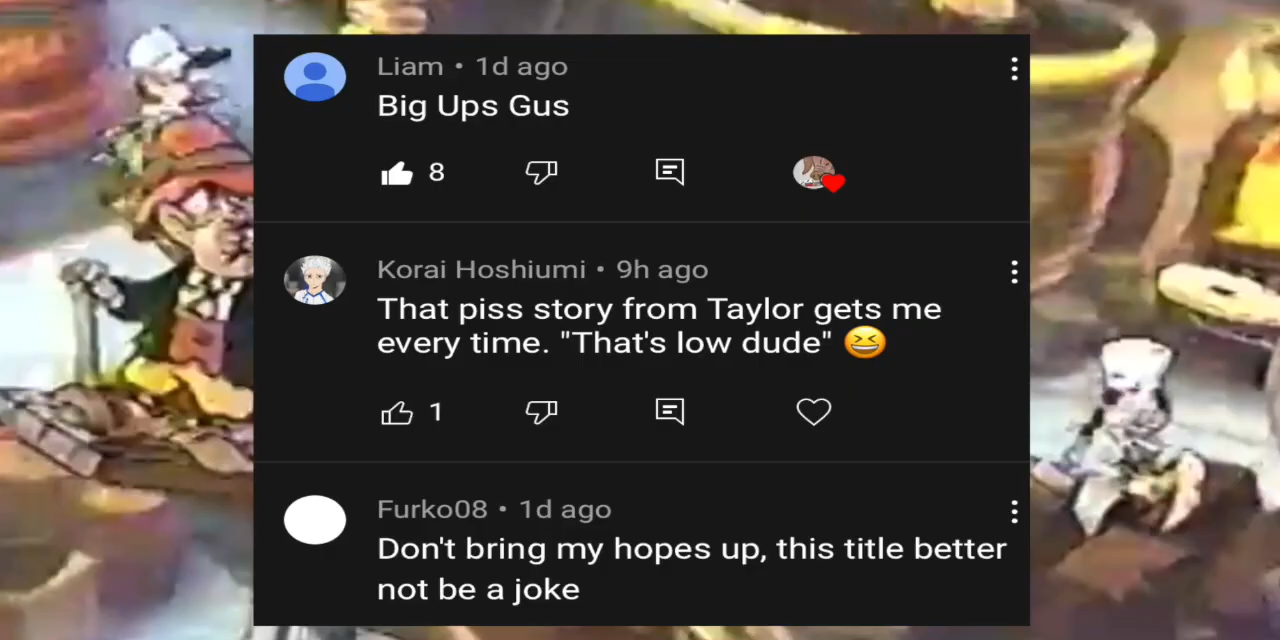 Liam • 1d ago
Big Ups Gus
8
Korai Hoshiumi • 9h ago
That piss story from Taylor gets me
every time. "That's low dude" 😆
1
Furko08 • 1d ago
Don't bring my hopes up, this title better
not be a joke